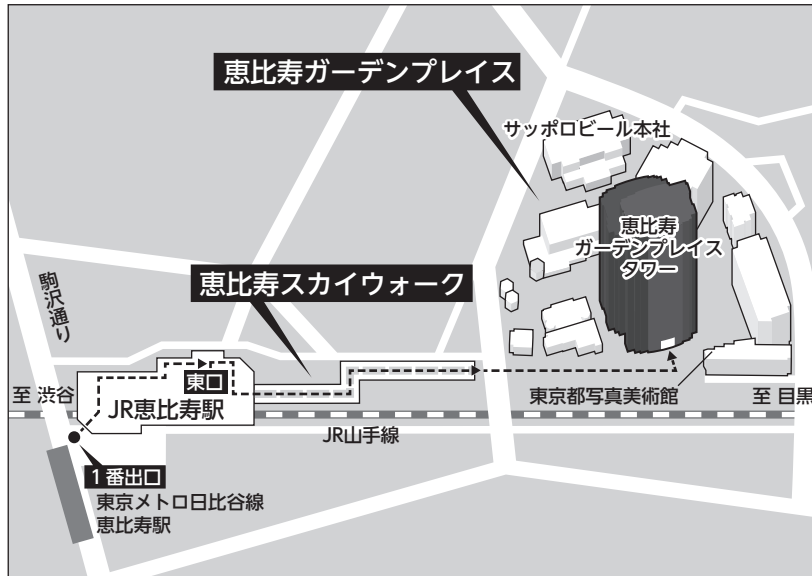 恵比寿ガーデンプレイス
サッポロビール本社
恵比寿
ガーデンプレイス
タワー
駒沢通り
恵比寿スカイウォーク
至 渋谷
東口
JR恵比寿駅
東京都写真美術館
至 目黒
JR山手線
1番出口
東京メトロ日比谷線
恵比寿駅